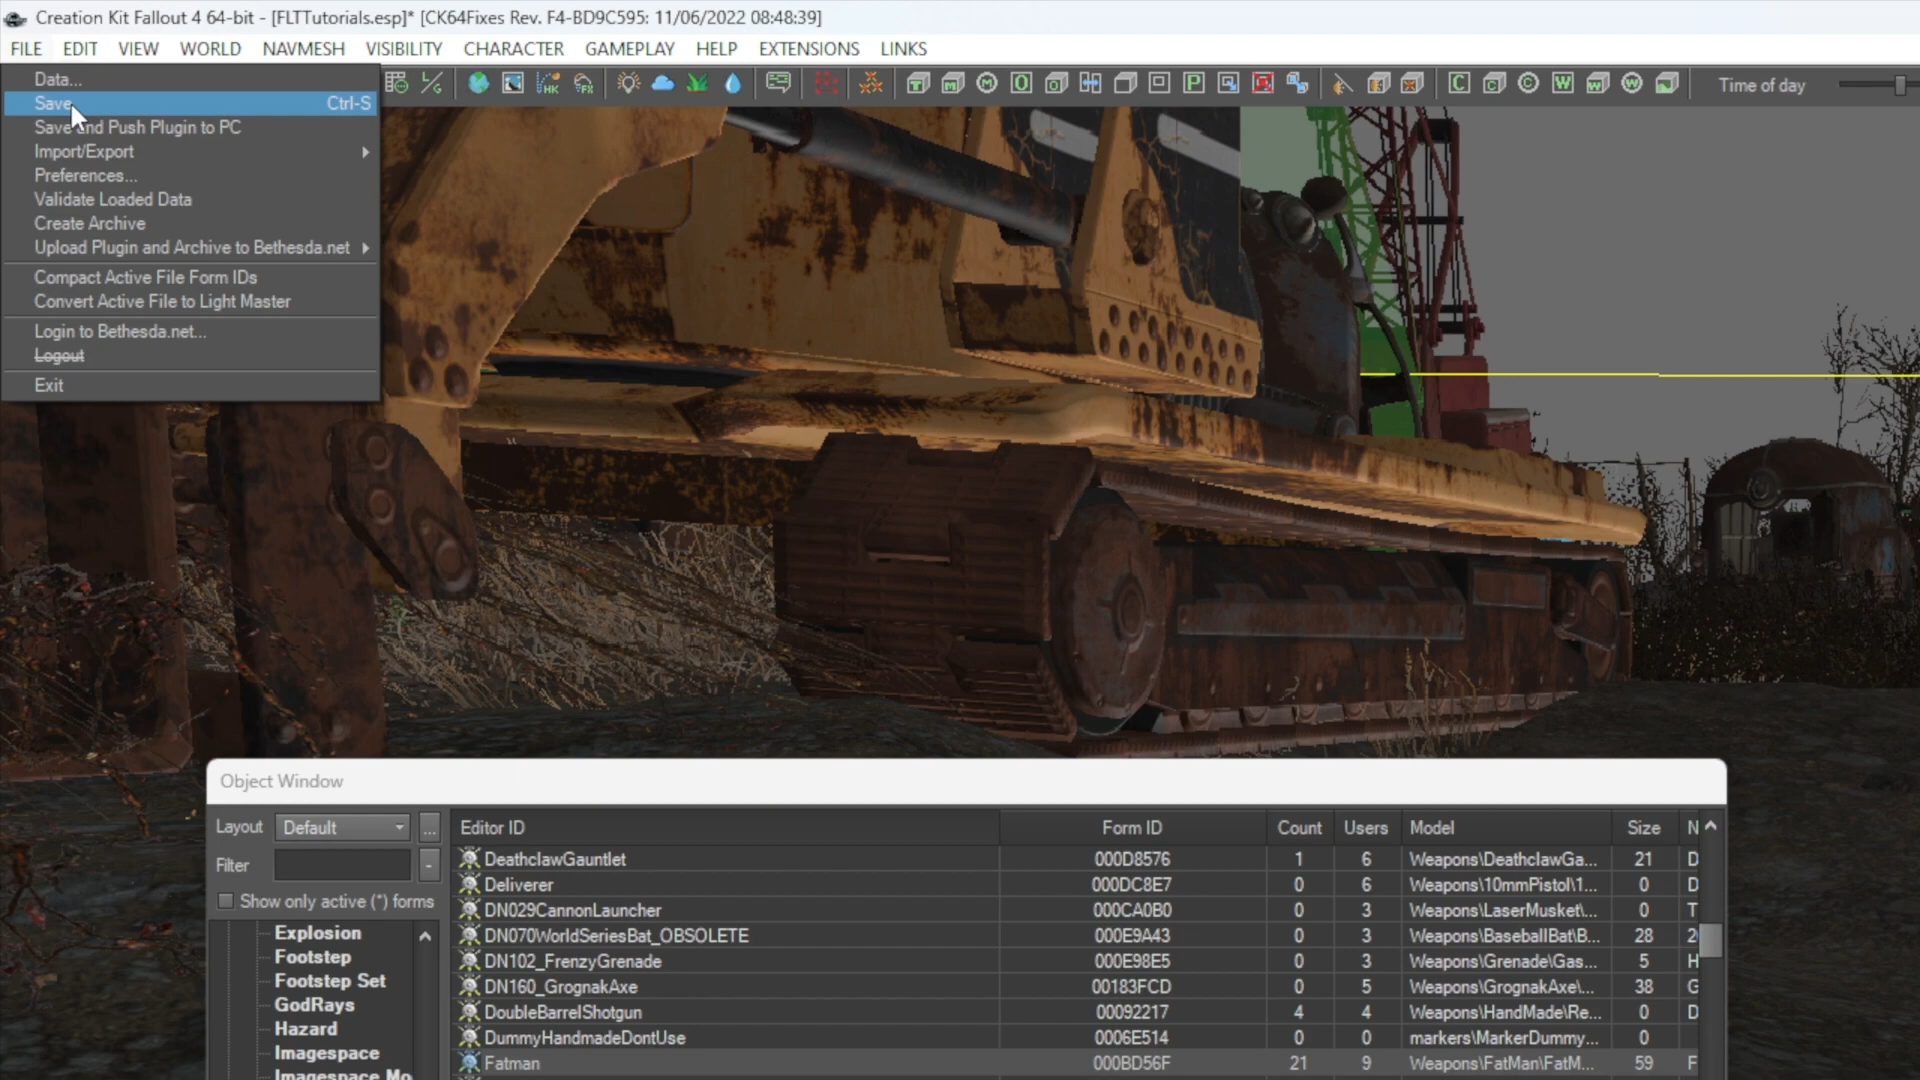 Creation Kit Fallout 4 64-bit - [FLTTutorials.esp]* [CK64Fixes Rev. F4-BD9C595: 11/06/2022 08:48:39]
FILE EDIT VIEW WORLD NAVMESH VISIBILITY CHARACTER GAMEPLAY HELP EXTENSIONS LINKS
Time of day
Data...
Save Ctrl-S
Save and Push Plugin to PC
Import/Export
Preferences...
Validate Loaded Data
Create Archive
Upload Plugin and Archive to Bethesda.net
Compact Active File Form IDs
Convert Active File to Light Master
Login to Bethesda.net...
Logout
Exit
Object Window
Layout Default ...
Filter -
Show only active (*) forms
Explosion
Footstep
Footstep Set
GodRays
Hazard
Imagespace
Imagespace Mo
Editor ID Form ID Count Users Model Size N
DeathclawGauntlet 000D8576 1 6 Weapons\DeathclawGa... 21 D
Deliverer 000DC8E7 0 6 Weapons\10mmPistol\1... 0 D
DN029CannonLauncher 000CA0B0 0 3 Weapons\LaserMusket\... 0 T
DN070WorldSeriesBat_OBSOLETE 000E9A43 0 3 Weapons\BaseballBat\B... 28 2
DN102_FrenzyGrenade 000E98E5 0 3 Weapons\Grenade\Gas... 5 H
DN160_GrognakAxe 00183FCD 0 5 Weapons\GrognakAxe\... 38 G
DoubleBarrelShotgun 00092217 4 4 Weapons\HandMade\Re... 0 D
DummyHandmadeDontUse 0006E514 0 0 markers\MarkerDummy... 0
Fatman 000BD56F 21 9 Weapons\FatMan\FatM... 59 F